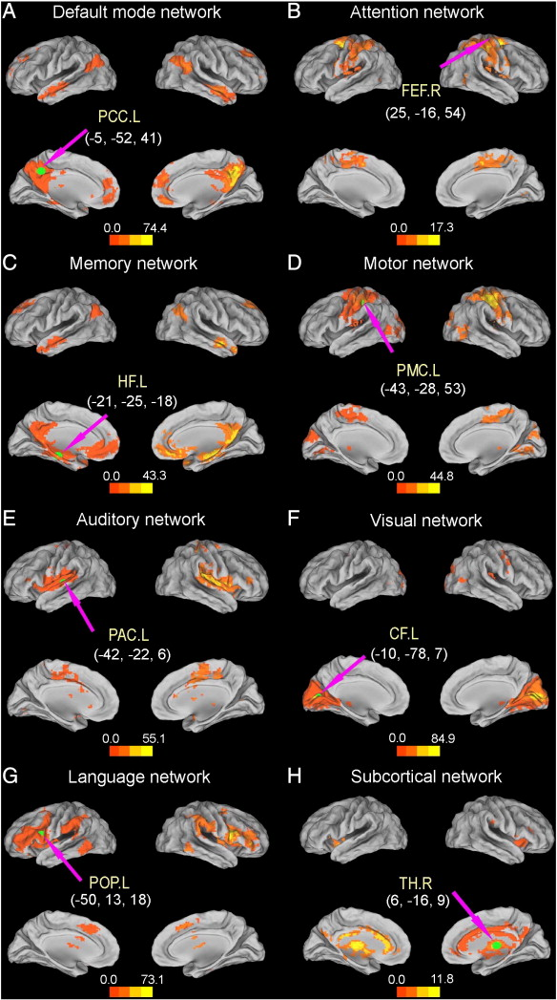 A Default mode network
PCC.L
(-5, -52, 41)
0.0 74.4
B Attention network
FEF.R
(25, -16, 54)
0.0 17.3
C Memory network
HF.L
(-21, -25, -18)
0.0 43.3
D Motor network
PMC.L
(-43, -28, 53)
0.0 44.8
E Auditory network
PAC.L
(-42, -22, 6)
0.0 55.1
F Visual network
CF.L
(-10, -78, 7)
0.0 84.9
G Language network
POP.L
(-50, 13, 18)
0.0 73.1
H Subcortical network
TH.R
(6, -16, 9)
0.0 11.8